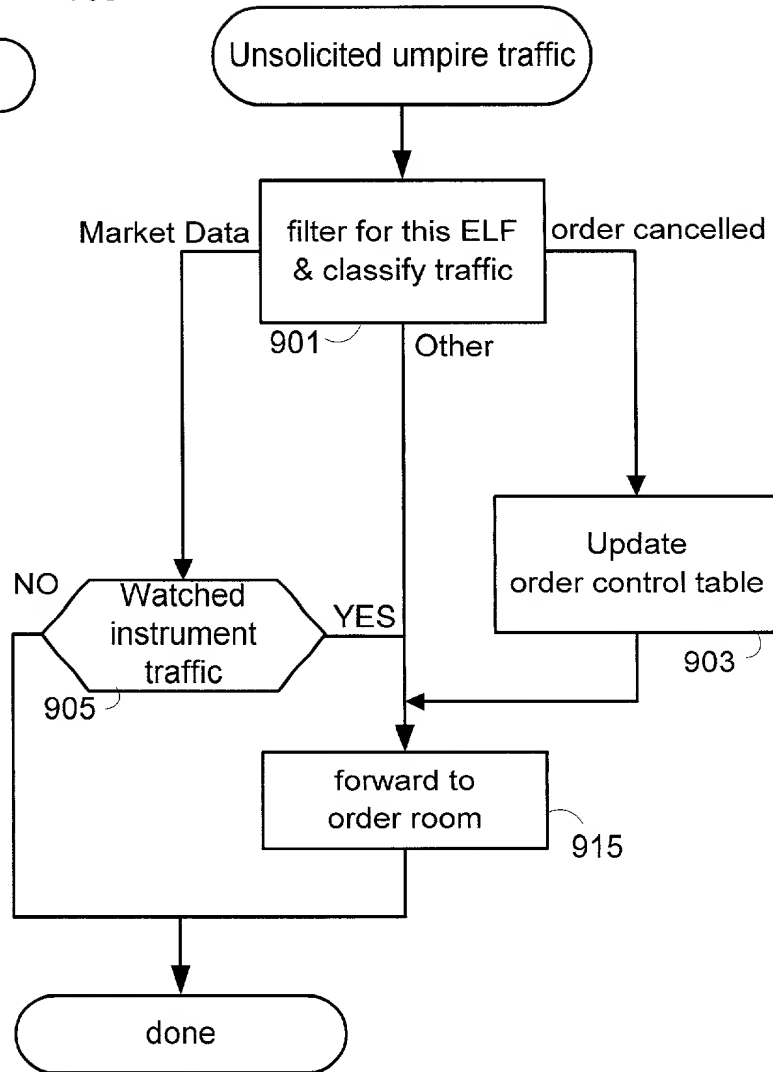 Unsolicited umpire traffic
Market Data
filter for this ELF
& classify traffic
order cancelled
901
Other
Update
order control table
903
NO
Watched
instrument
traffic
YES
905
forward to
order room
915
done